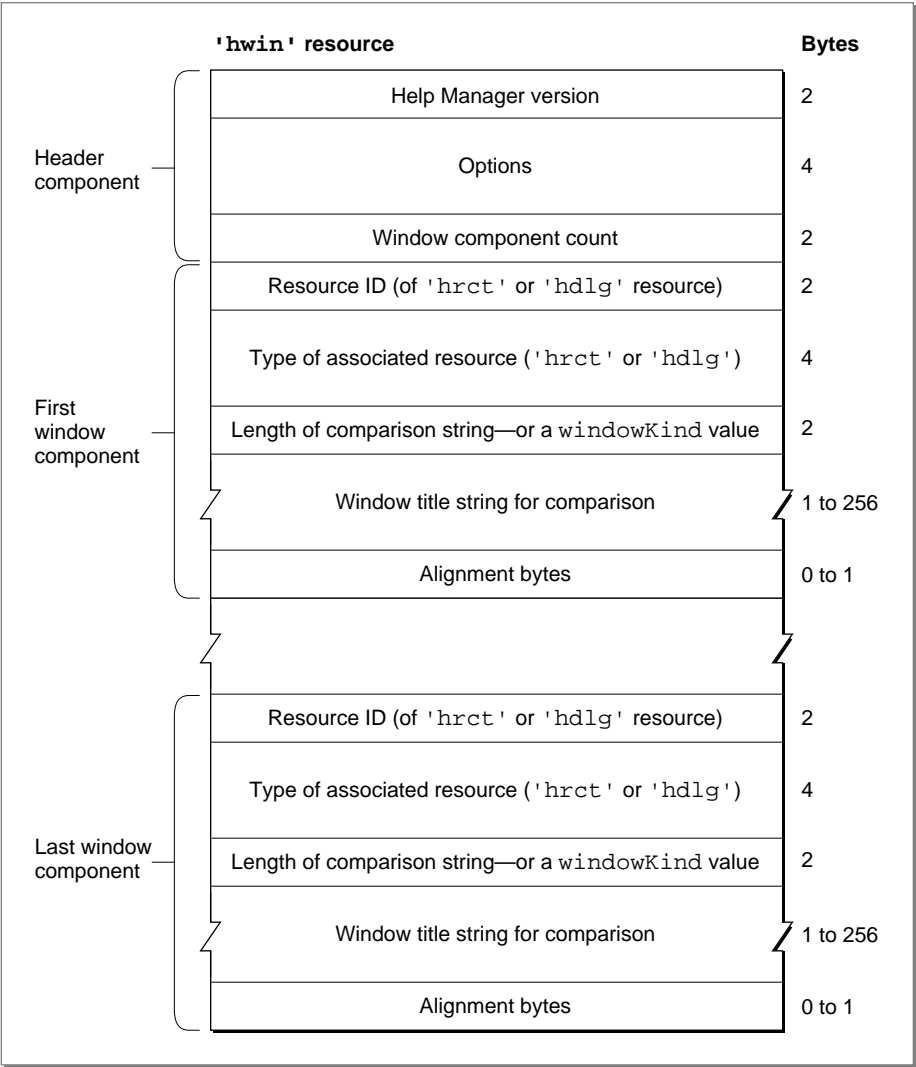 'hwin' resource Bytes
Help Manager version 2
Header
component
Options 4
Window component count 2
Resource ID (of 'hrct' or 'hdlg' resource) 2
Type of associated resource ('hrct' or 'hdlg') 4
First
window
component
Length of comparison string—or a windowKind value 2
Window title string for comparison 1 to 256
Alignment bytes 0 to 1
Resource ID (of 'hrct' or 'hdlg' resource) 2
Type of associated resource ('hrct' or 'hdlg') 4
Last window
component
Length of comparison string—or a windowKind value 2
Window title string for comparison 1 to 256
Alignment bytes 0 to 1